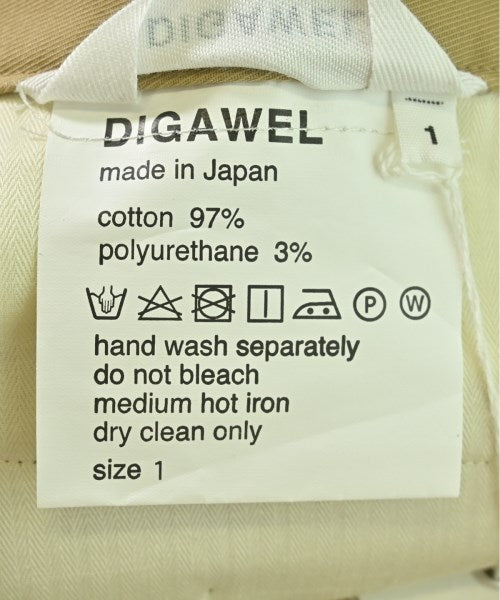 DIGAWEL
DIGAWEL
1
made in Japan
cotton 97%
polyurethane 3%
P W
hand wash separately
do not bleach
medium hot iron
dry clean only
size 1